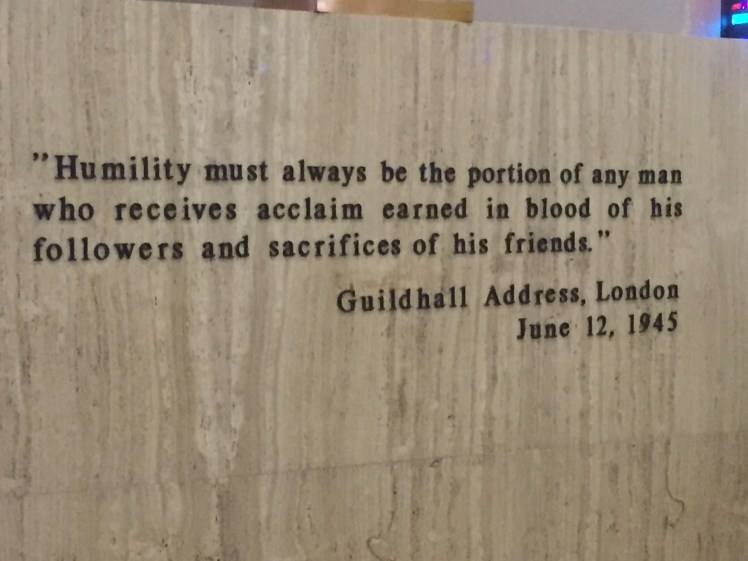 "Humility must always be the portion of any man
who receives acclaim earned in blood of his
followers and sacrifices of his friends."
Guildhall Address, London
June 12, 1945